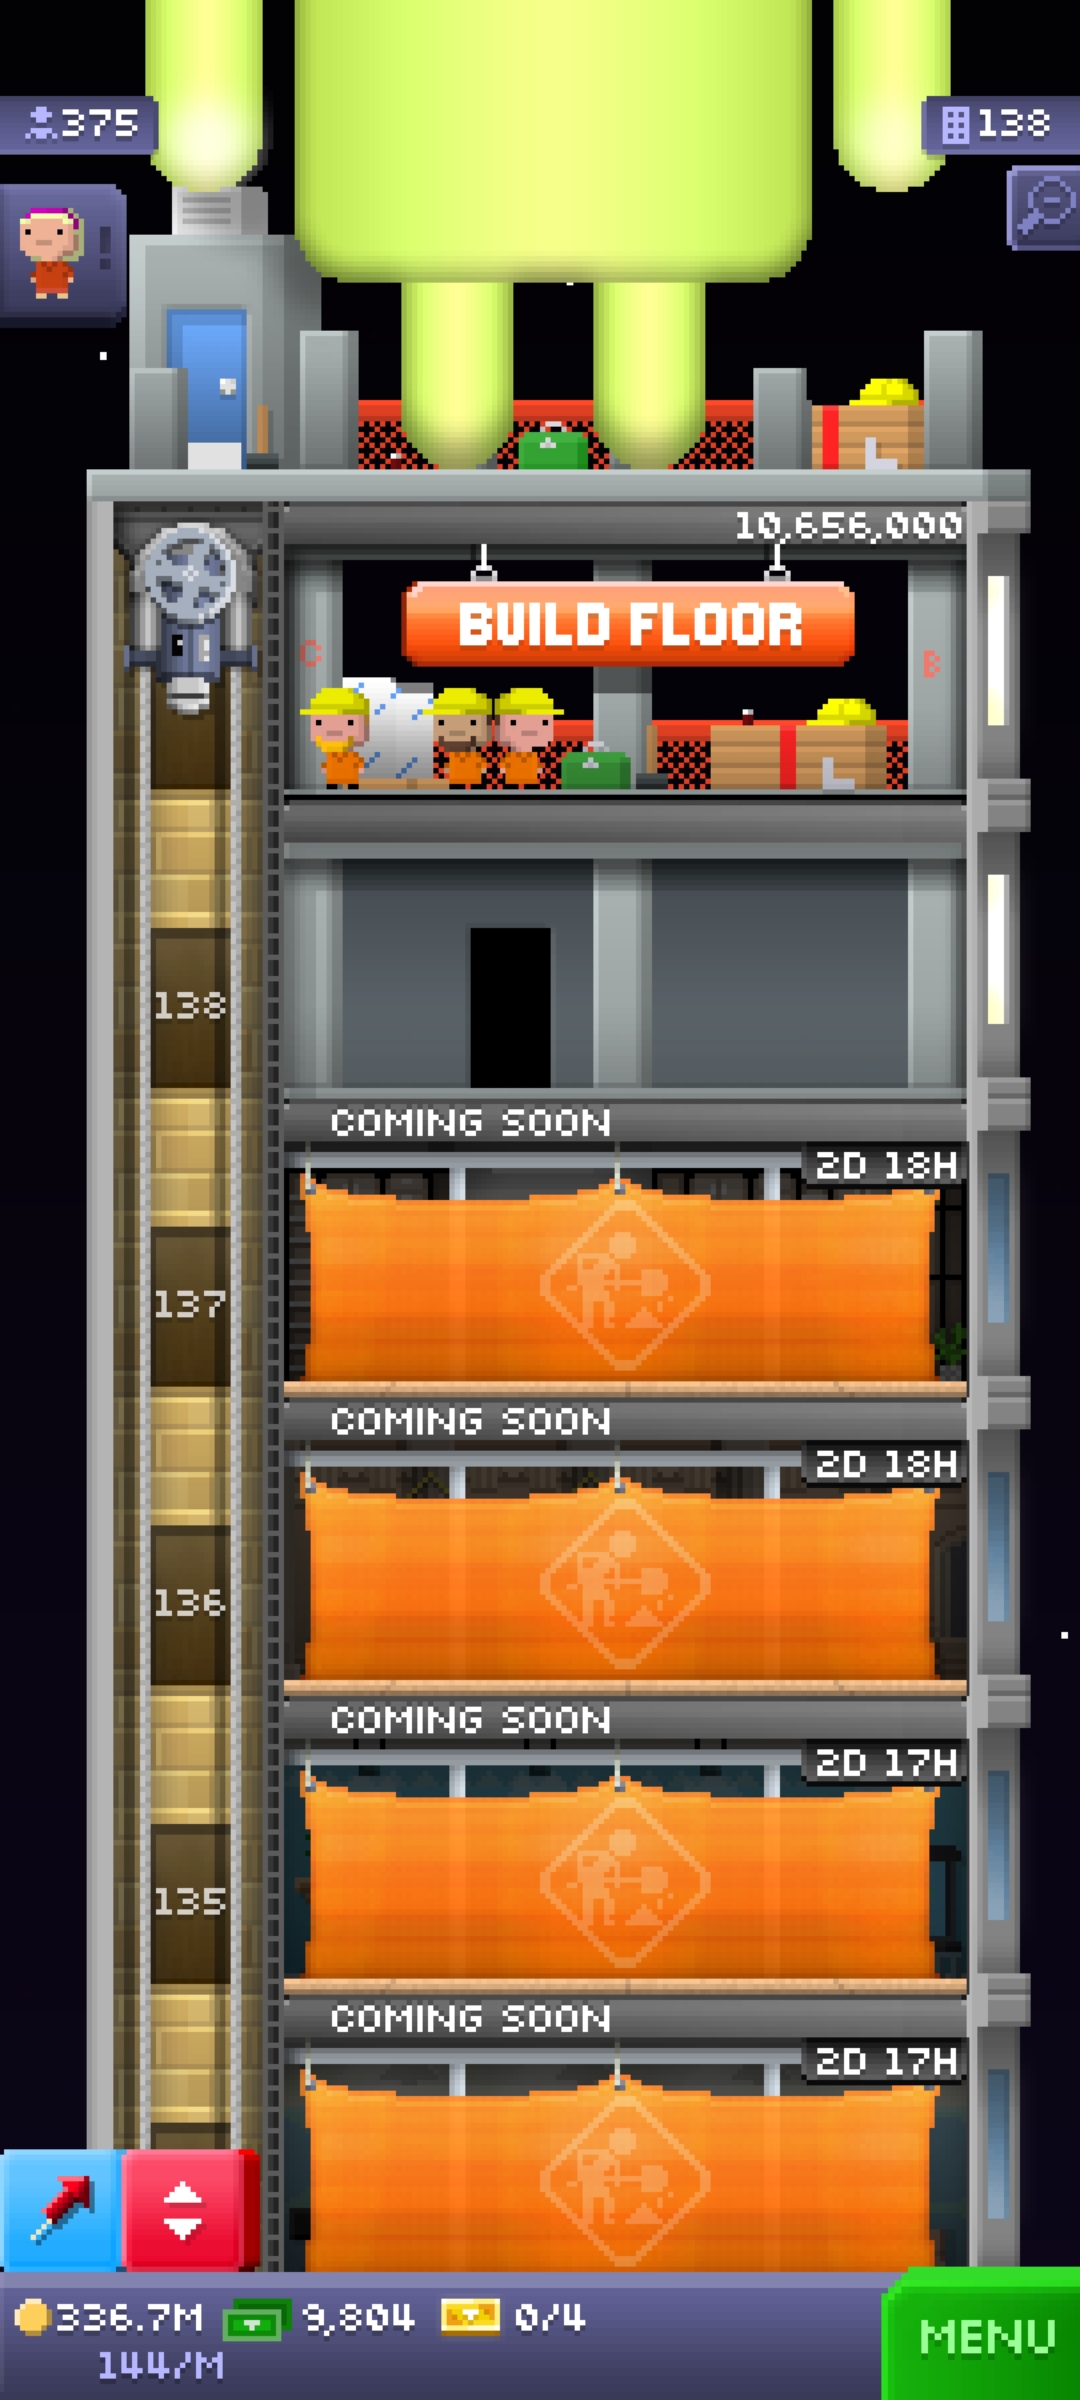 375
138
!
10,656,000
BUILD FLOOR
C
B
138
COMING SOON
2D 18H
137
COMING SOON
2D 18H
136
COMING SOON
2D 17H
135
COMING SOON
2D 17H
336.7M 9,804 0/4
144/M
MENU